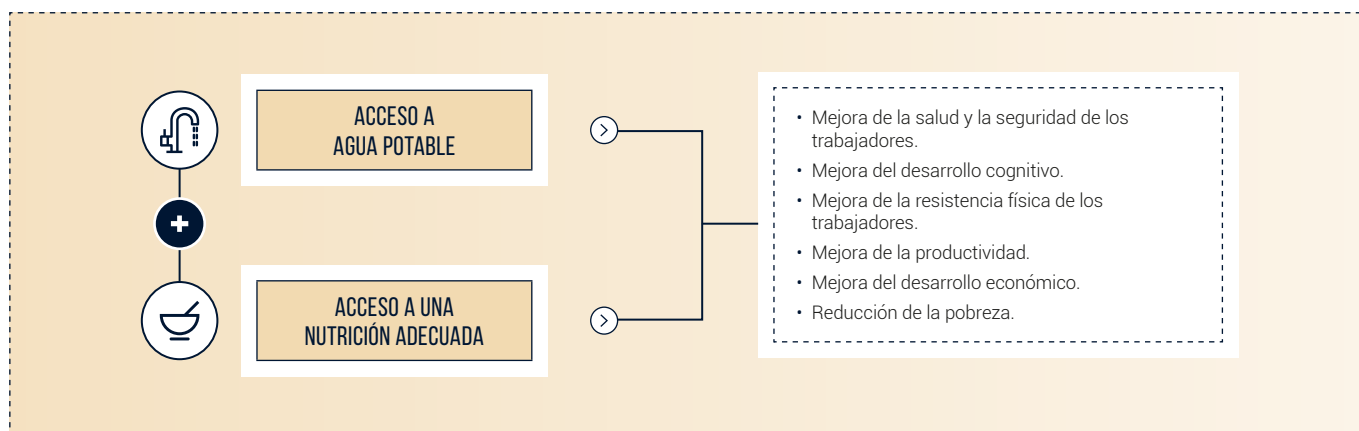 ACCESO A
AGUA POTABLE
ACCESO A UNA
NUTRICIÓN ADECUADA
• Mejora de la salud y la seguridad de los
trabajadores.
• Mejora del desarrollo cognitivo.
• Mejora de la resistencia física de los
trabajadores.
• Mejora de la productividad.
• Mejora del desarrollo económico.
• Reducción de la pobreza.